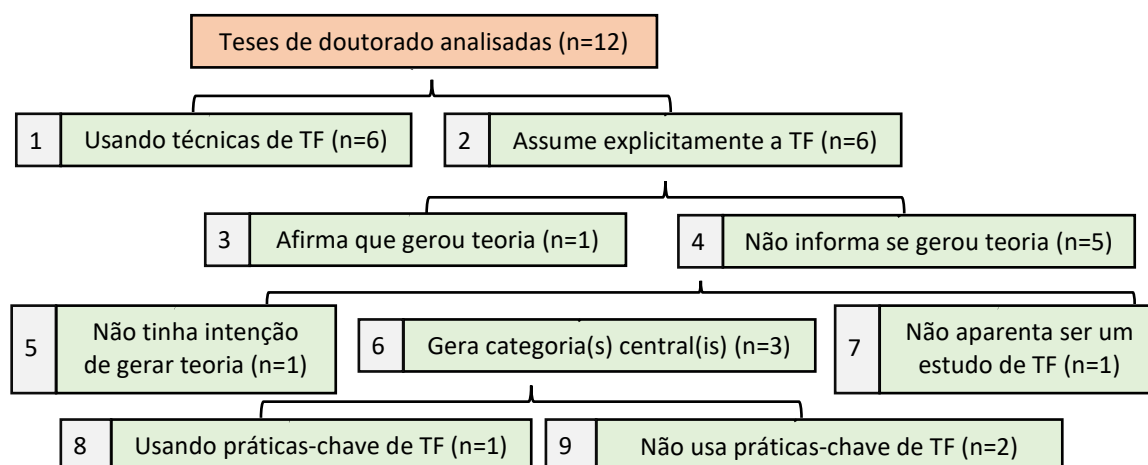 Teses de doutorado analisadas (n=12)
1 Usando técnicas de TF (n=6)
2 Assume explicitamente a TF (n=6)
3 Afirma que gerou teoria (n=1)
4 Não informa se gerou teoria (n=5)
5 Não tinha intenção
de gerar teoria (n=1)
6 Gera categoria(s) central(is) (n=3)
7 Não aparenta ser um
estudo de TF (n=1)
8 Usando práticas-chave de TF (n=1)
9 Não usa práticas-chave de TF (n=2)